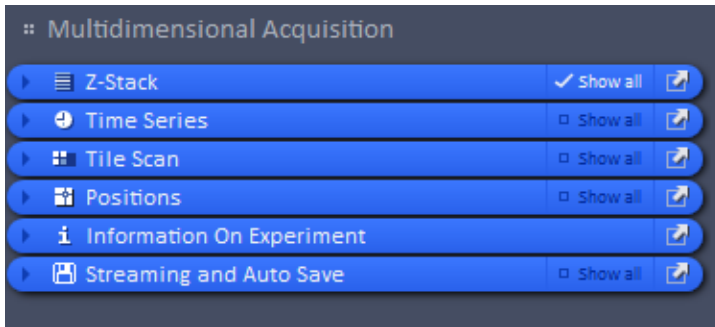 Multidimensional Acquisition
Z-Stack Show all
Time Series Show all
Tile Scan Show all
Positions Show all
Information On Experiment
Streaming and Auto Save Show all